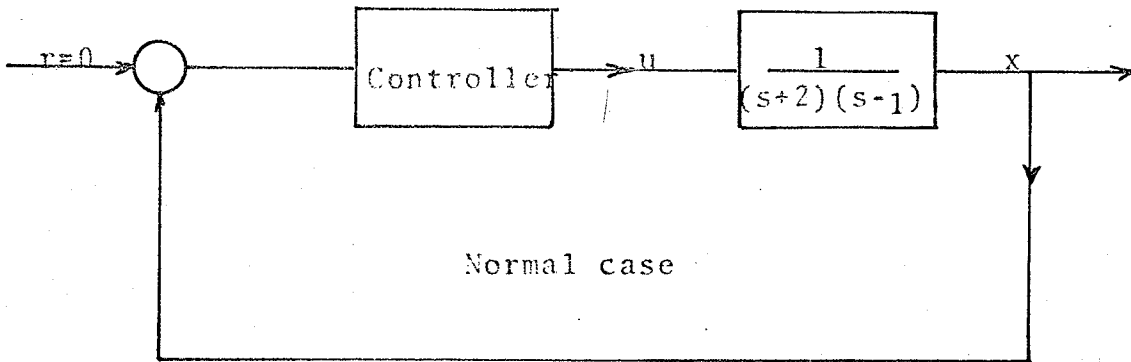 r=0
Controller
u
1
(s+2)(s-1)
x
Normal case